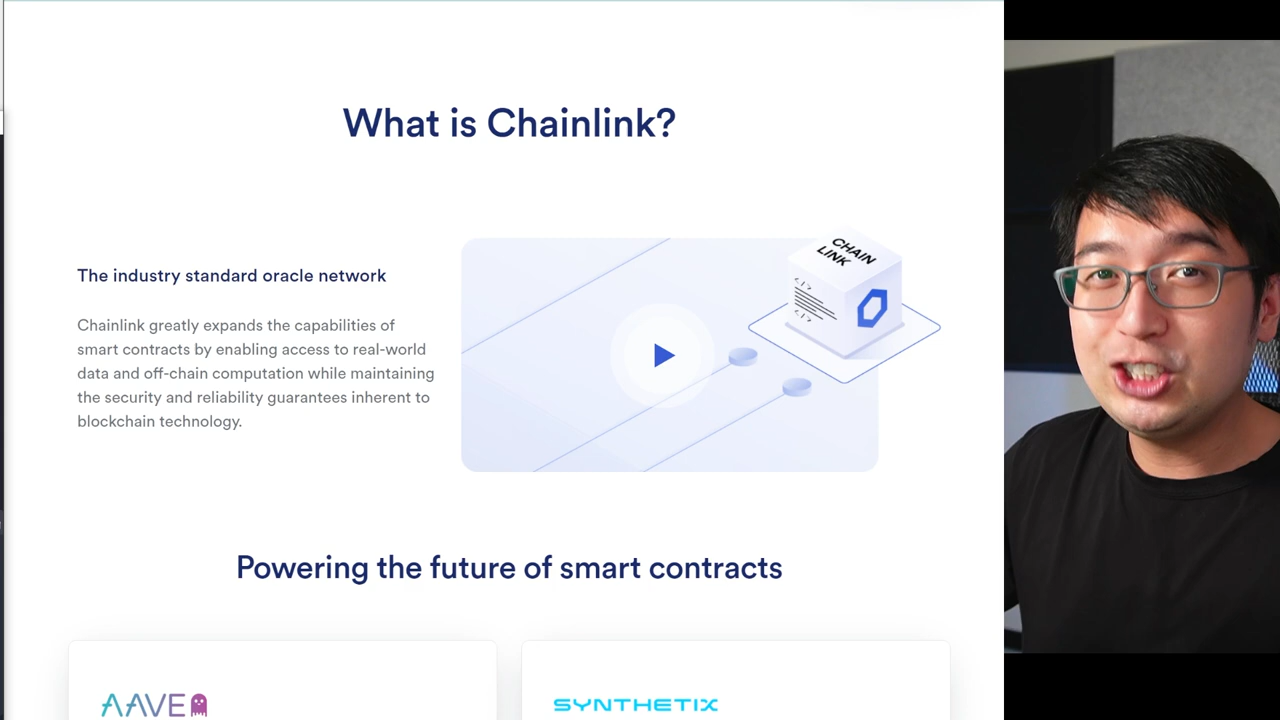 What is Chainlink?
The industry standard oracle network
Chainlink greatly expands the capabilities of
smart contracts by enabling access to real-world
data and off-chain computation while maintaining
the security and reliability guarantees inherent to
blockchain technology.
CHAIN
LINK
</>
</>
Powering the future of smart contracts
AAVE
SYNTHETIX